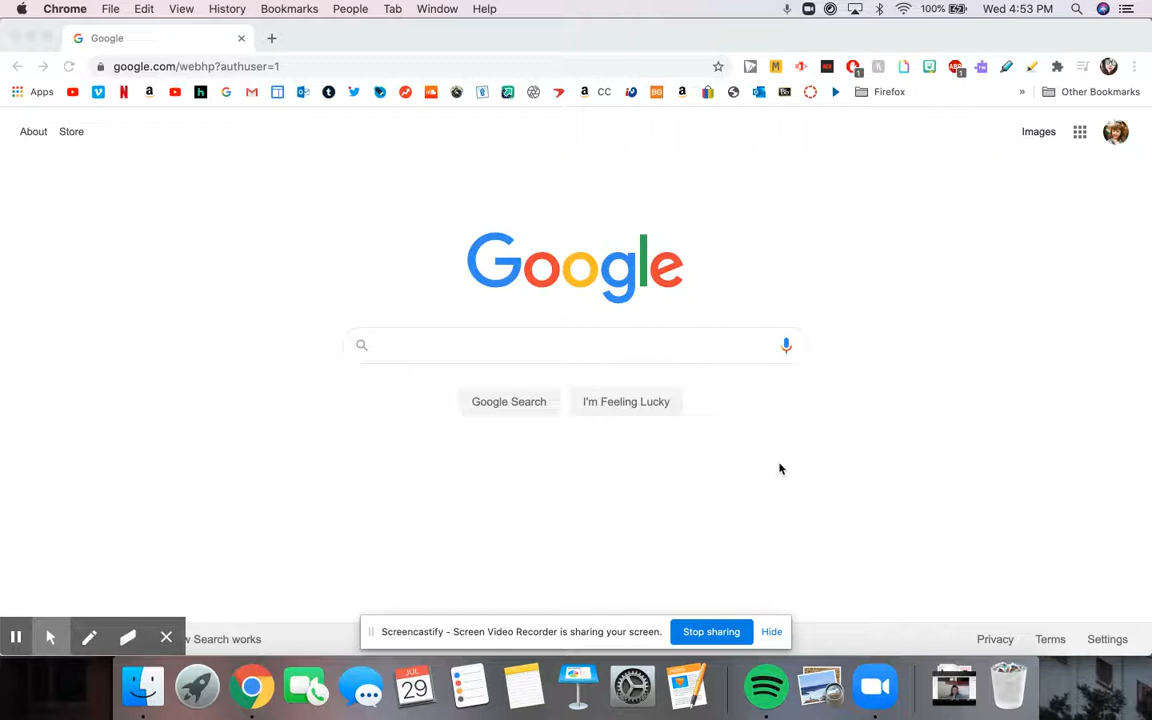 Chrome File Edit View History Bookmarks People Tab Window Help 100% Wed 4:53 PM
Google
google.com/webhp?authuser=1
Apps CC Firefox » Other Bookmarks
About Store Images
Google
Google Search I'm Feeling Lucky
Screencastify - Screen Video Recorder is sharing your screen. Stop sharing Hide
w Search works Privacy Terms Settings
JUL
29